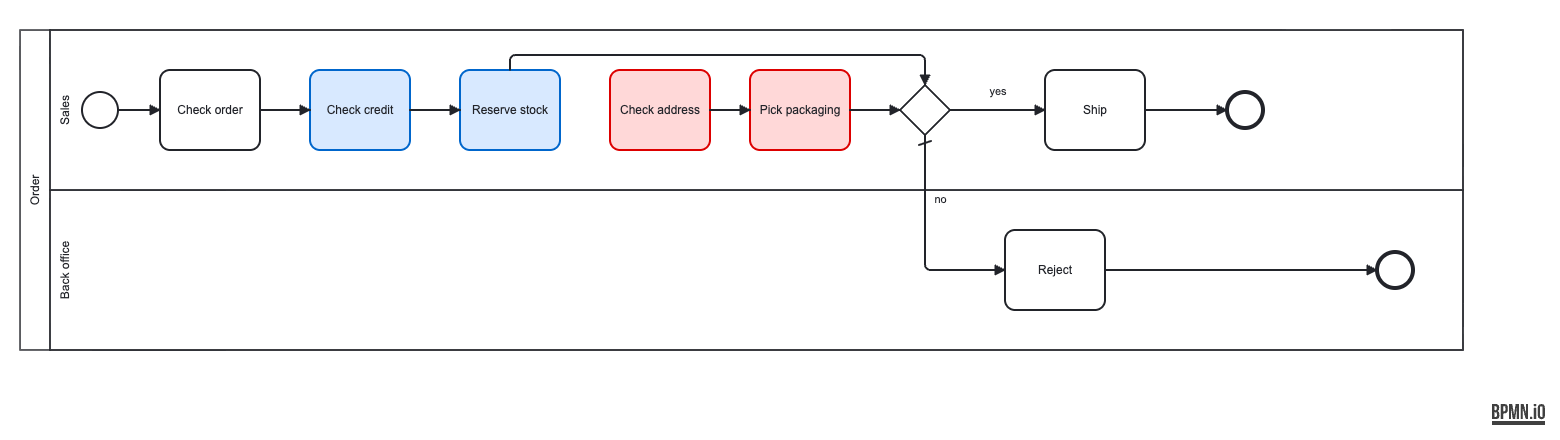 Order
Sales
Check order
Check credit
Reserve stock
Check address
Pick packaging
yes
Ship
no
Back office
Reject
BPMN.iO